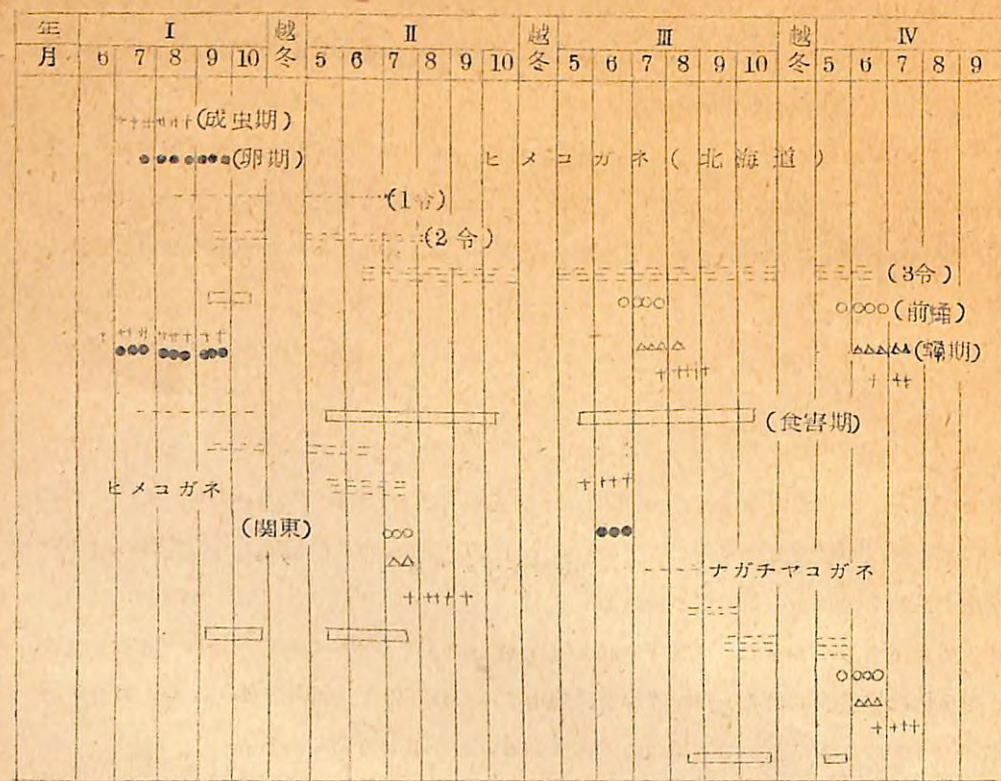 年 I 越 II 越 III 越 IV
月 6 7 8 9 10 冬 5 6 7 8 9 10 冬 5 6 7 8 9 10 冬 5 6 7 8 9
(成虫期)
(卵期) ヒメコガネ(北海道)
(1令)
(2令)
(3令)
(前蛹)
(蛹期)
(食害期)
ヒメコガネ
(関東)
ナガチヤコガネ